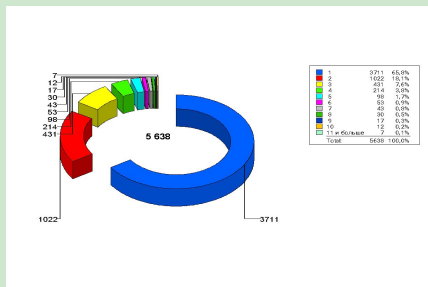 7
12
17
30
43
53
98
214
431
5 638
1022
3711
1 3711 65,8%
2 1022 18,1%
3 431 7,6%
4 214 3,8%
5 98 1,7%
6 53 0,9%
7 43 0,8%
8 30 0,5%
9 17 0,3%
10 12 0,2%
11 и больше 7 0,1%
Total: 5638 100,0%